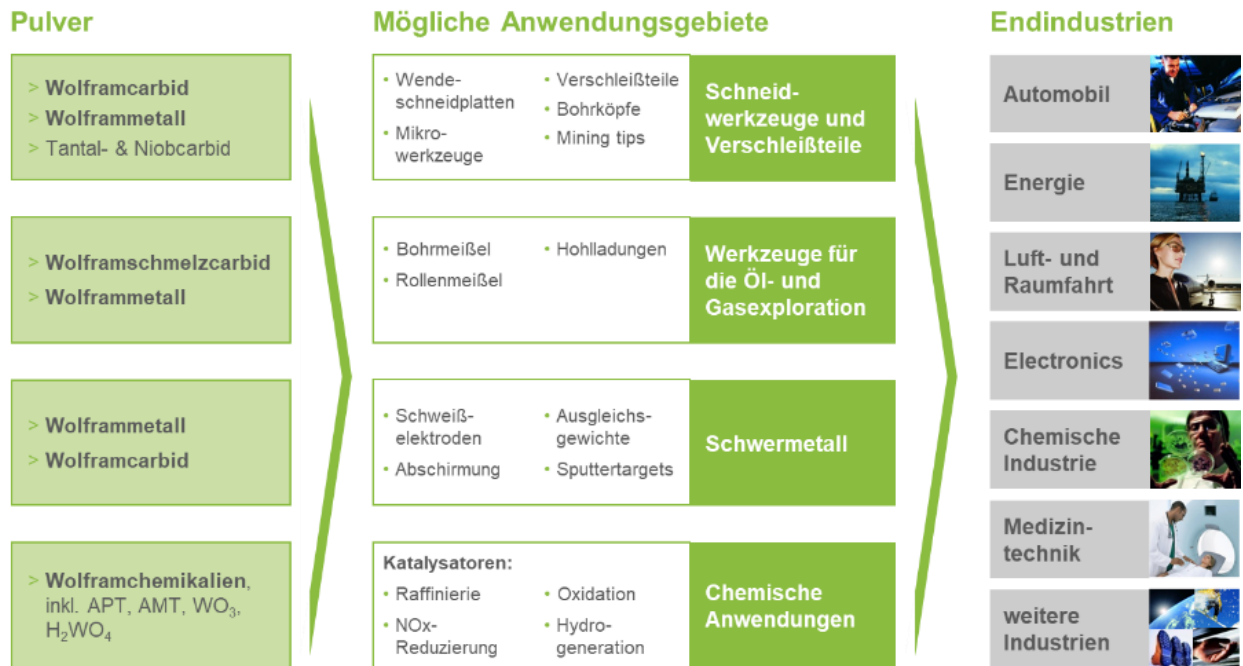 Pulver
> Wolframcarbid
> Wolframmetall
> Tantal- & Niobcarbid
> Wolframschmelzcarbid
> Wolframmetall
> Wolframmetall
> Wolframcarbid
> Wolframchemikalien,
inkl. APT, AMT, WO₃,
H₂WO₄
Mögliche Anwendungsgebiete
• Wende-
schneidplatten
• Mikro-
werkzeuge
• Verschleißteile
• Bohrköpfe
• Mining tips
Schneid-
werkzeuge und
Verschleißteile
• Bohrmeißel
• Rollenmeißel
• Hohlladungen
Werkzeuge für
die Öl- und
Gasexploration
• Schweiß-
elektroden
• Abschirmung
• Ausgleichs-
gewichte
• Sputtertargets
Schwermetall
Katalysatoren:
• Raffinierie
• NOx-
Reduzierung
• Oxidation
• Hydro-
generation
Chemische
Anwendungen
Endindustrien
Automobil
Energie
Luft- und
Raumfahrt
Electronics
Chemische
Industrie
Medizin-
technik
weitere
Industrien